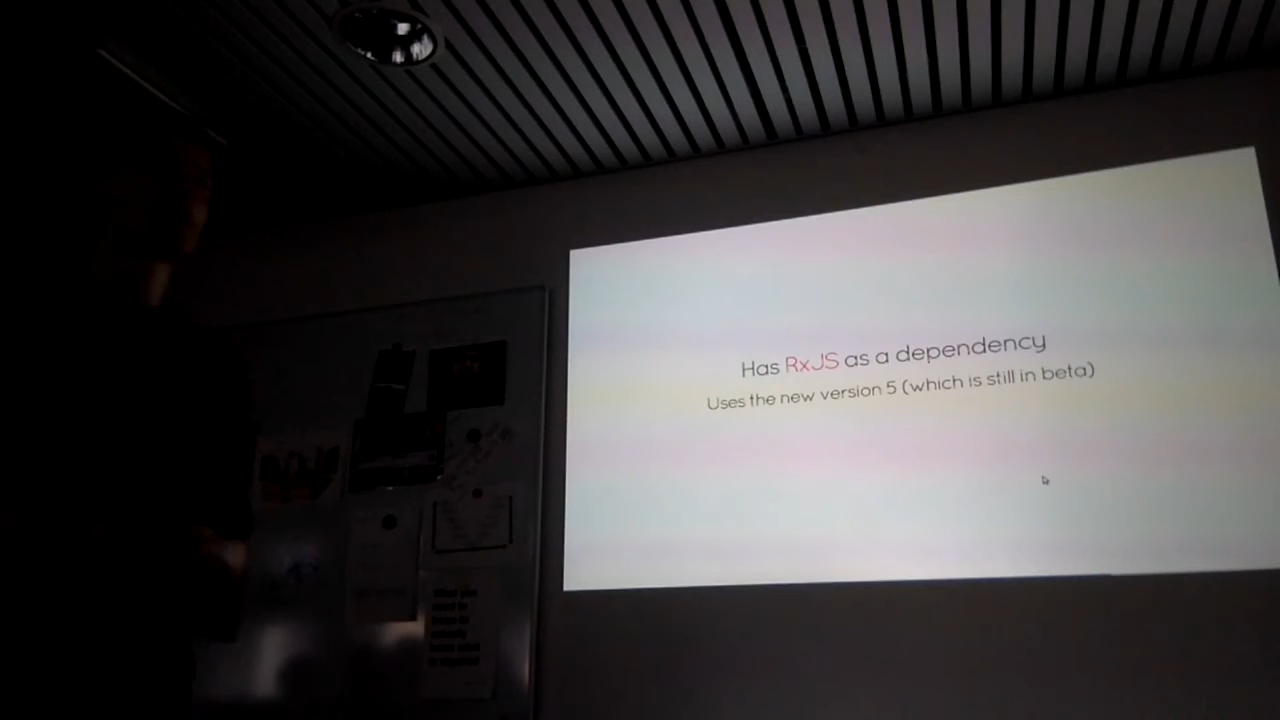 Has RxJS as a dependency
Uses the new version 5 (which is still in beta)